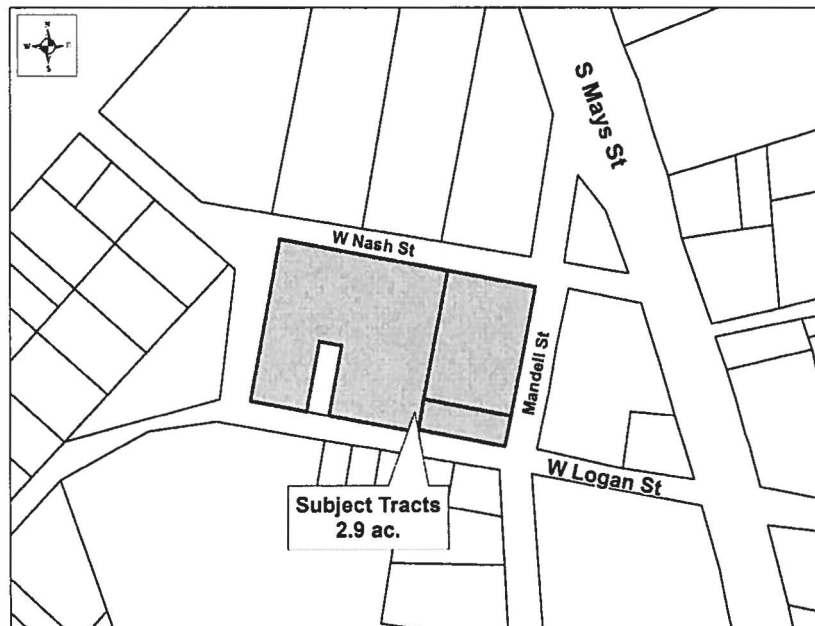 N
W
S
S Mays St
W Nash St
Mandell St
W Logan St
Subject Tracts
2.9 ac.